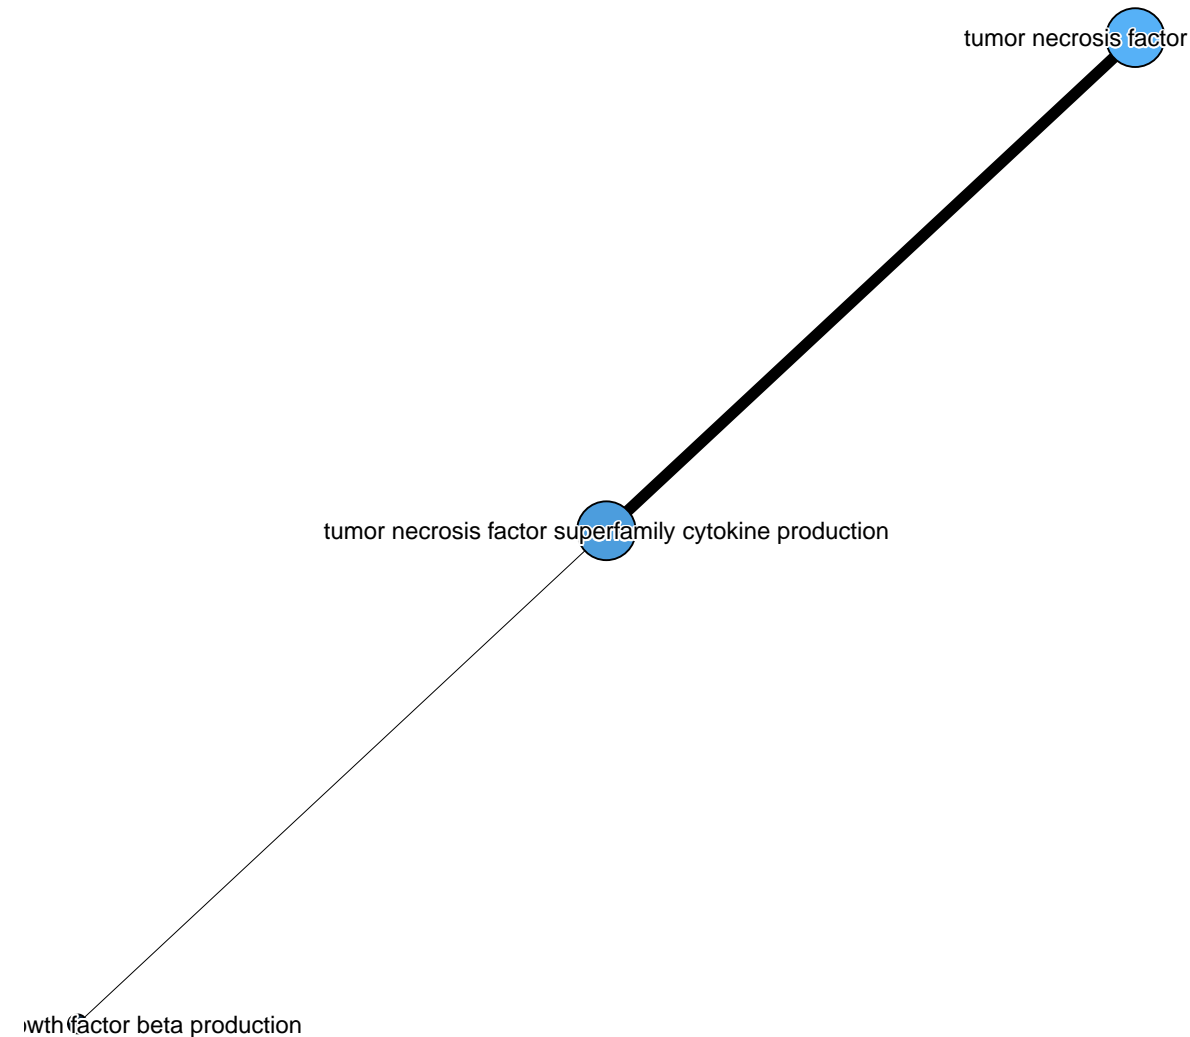 tumor necrosis factor
tumor necrosis factor superfamily cytokine production
factor beta production